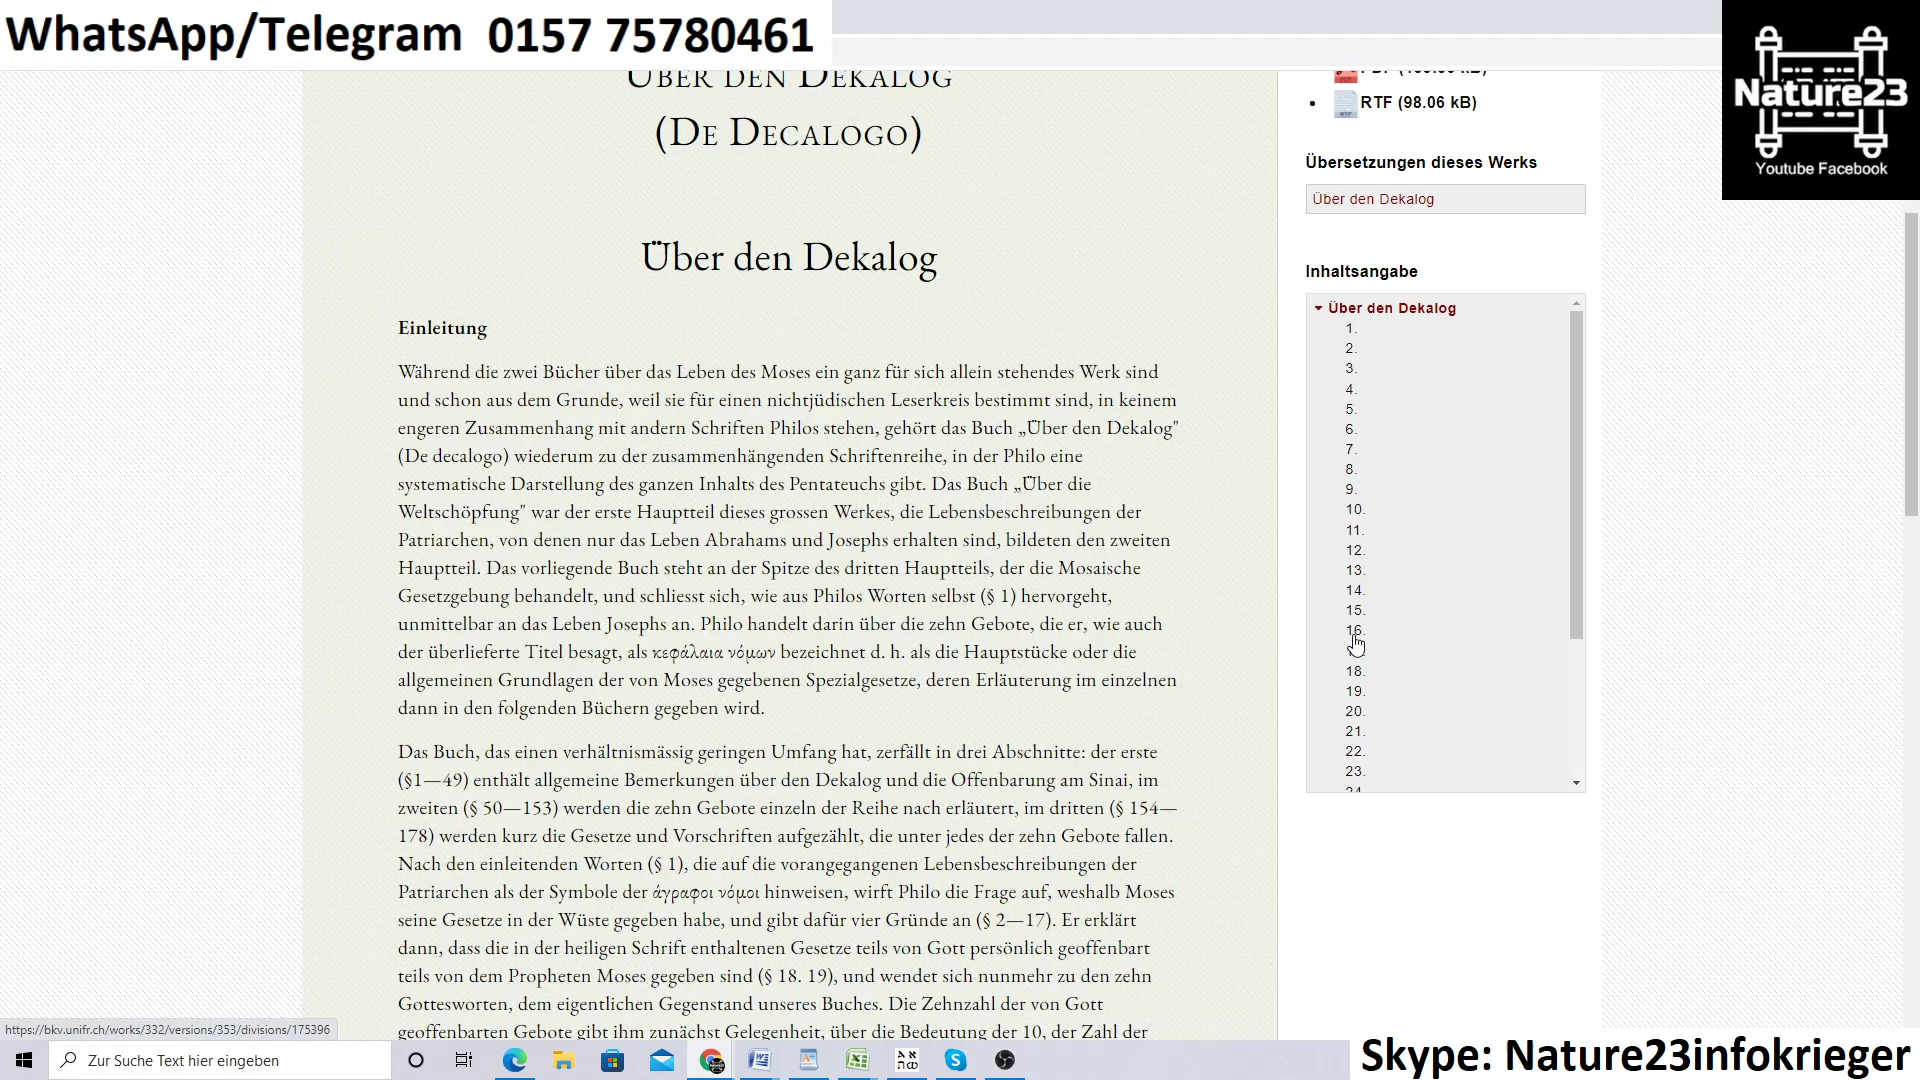 WhatsApp/Telegram 0157 75780461
Nature23
Youtube Facebook
ÜBER DEN DEKALOG
(DE DECALOGO)
Über den Dekalog
Einleitung
Während die zwei Bücher über das Leben des Moses ein ganz für sich allein stehendes Werk sind
und schon aus dem Grunde, weil sie für einen nichtjüdischen Leserkreis bestimmt sind, in keinem
engeren Zusammenhang mit andern Schriften Philos stehen, gehört das Buch „Über den Dekalog"
(De decalogo) wiederum zu der zusammenhängenden Schriftenreihe, in der Philo eine
systematische Darstellung des ganzen Inhalts des Pentateuchs gibt. Das Buch „Über die
Weltschöpfung" war der erste Hauptteil dieses grossen Werkes, die Lebensbeschreibungen der
Patriarchen, von denen nur das Leben Abrahams und Josephs erhalten sind, bildeten den zweiten
Hauptteil. Das vorliegende Buch steht an der Spitze des dritten Hauptteils, der die Mosaische
Gesetzgebung behandelt, und schliesst sich, wie aus Philos Worten selbst (§ 1) hervorgeht,
unmittelbar an das Leben Josephs an. Philo handelt darin über die zehn Gebote, die er, wie auch
der überlieferte Titel besagt, als κεφάλαια νόμων bezeichnet d. h. als die Hauptstücke oder die
allgemeinen Grundlagen der von Moses gegebenen Spezialgesetze, deren Erläuterung im einzelnen
dann in den folgenden Büchern gegeben wird.
Das Buch, das einen verhältnismässig geringen Umfang hat, zerfällt in drei Abschnitte: der erste
(§1—49) enthält allgemeine Bemerkungen über den Dekalog und die Offenbarung am Sinai, im
zweiten (§ 50—153) werden die zehn Gebote einzeln der Reihe nach erläutert, im dritten (§ 154—
178) werden kurz die Gesetze und Vorschriften aufgezählt, die unter jedes der zehn Gebote fallen.
Nach den einleitenden Worten (§ 1), die auf die vorangegangenen Lebensbeschreibungen der
Patriarchen als der Symbole der άγραφοι νόμοι hinweisen, wirft Philo die Frage auf, weshalb Moses
seine Gesetze in der Wüste gegeben habe, und gibt dafür vier Gründe an (§ 2—17). Er erklärt
dann, dass die in der heiligen Schrift enthaltenen Gesetze teils von Gott persönlich geoffenbart
teils von dem Propheten Moses gegeben sind (§ 18. 19), und wendet sich nunmehr zu den zehn
Gottesworten, dem eigentlichen Gegenstand unseres Buches. Die Zehnzahl der von Gott
geoffenbarten Gebote gibt ihm zunächst Gelegenheit, über die Bedeutung der 10, der Zahl der
RTF (98.06 kB)
Übersetzungen dieses Werks
Über den Dekalog
Inhaltsangabe
Über den Dekalog
1.
2.
3.
4.
5.
6.
7.
8.
9.
10.
11.
12.
13.
14.
15.
16.
18.
19.
20.
21.
22.
23.
24.
https://bkv.unifr.ch/works/332/versions/353/divisions/175396
Zur Suche Text hier eingeben
Skype: Nature23infokrieger